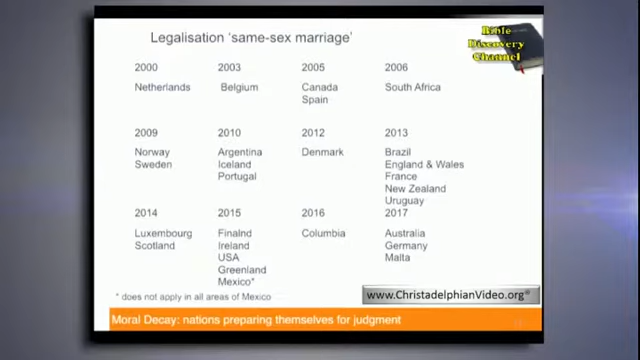 Legalisation 'same-sex marriage'
Bible
Discovery
Channel
2000 2003 2005 2006
Netherlands Belgium Canada South Africa
Spain
2009 2010 2012 2013
Norway Argentina Denmark Brazil
Sweden Iceland England & Wales
Portugal France
New Zealand
Uruguay
2014 2015 2016 2017
Luxembourg Finalnd Columbia Australia
Scotland Ireland Germany
USA Malta
Greenland
Mexico*
* does not apply in all areas of Mexico
www.ChristadelphianVideo.org
Moral Decay: nations preparing themselves for judgment